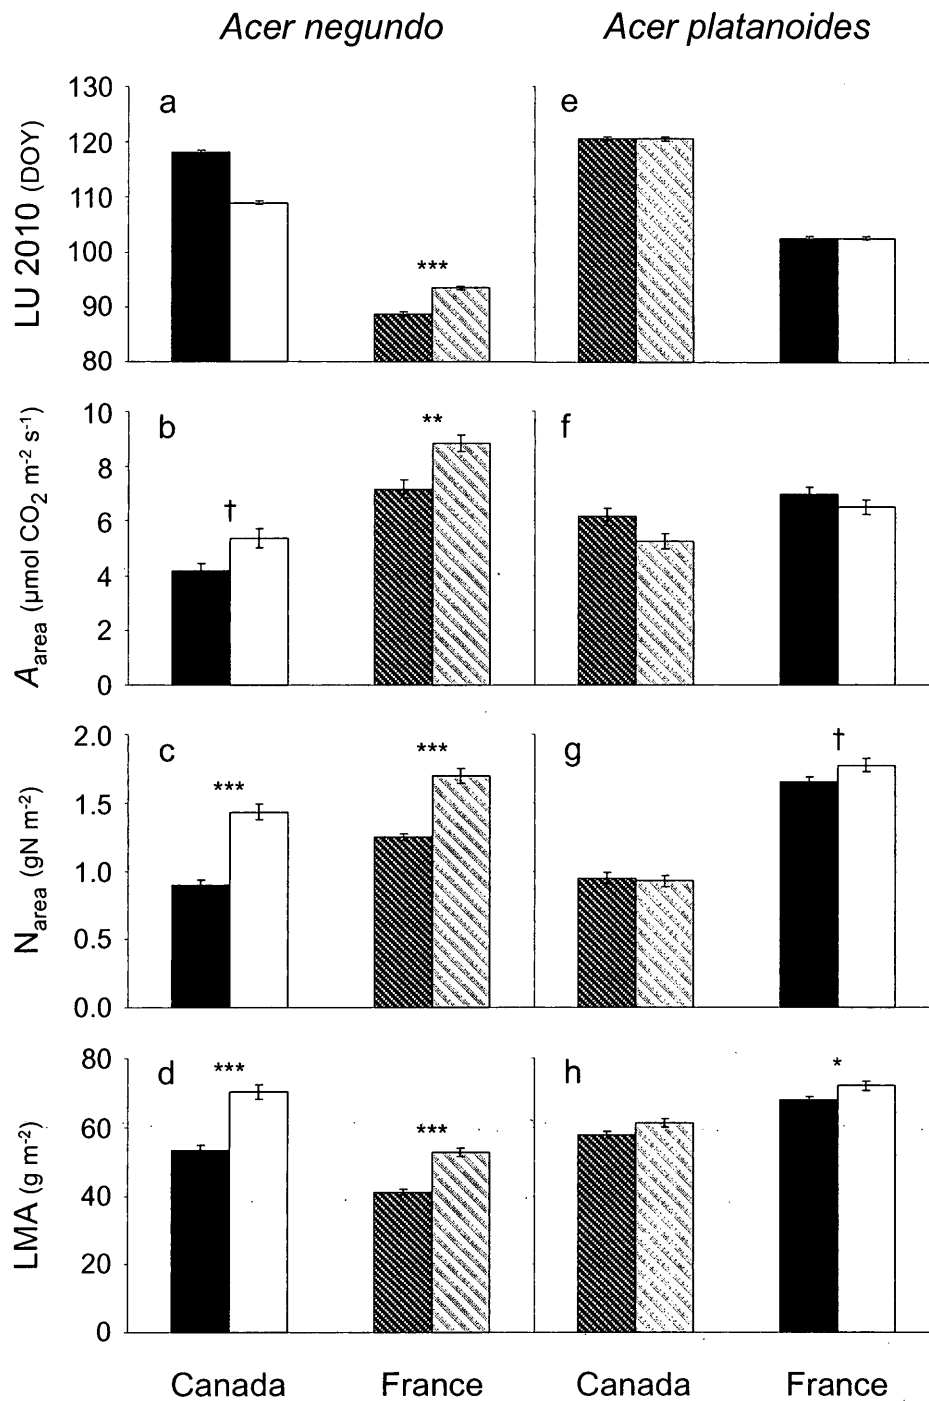 Acer negundo Acer platanoides
LU 2010 (DOY)
130
120
110
100
90
80
a
***
e
A_area (µmol CO₂ m⁻² s⁻¹)
10
8
6
4
2
0
b
†
**
f
N_area (gN m⁻²)
2.0
1.5
1.0
0.5
0.0
c
***
***
g
†
LMA (g m⁻²)
80
60
40
20
0
d
***
***
h
*
Canada France Canada France